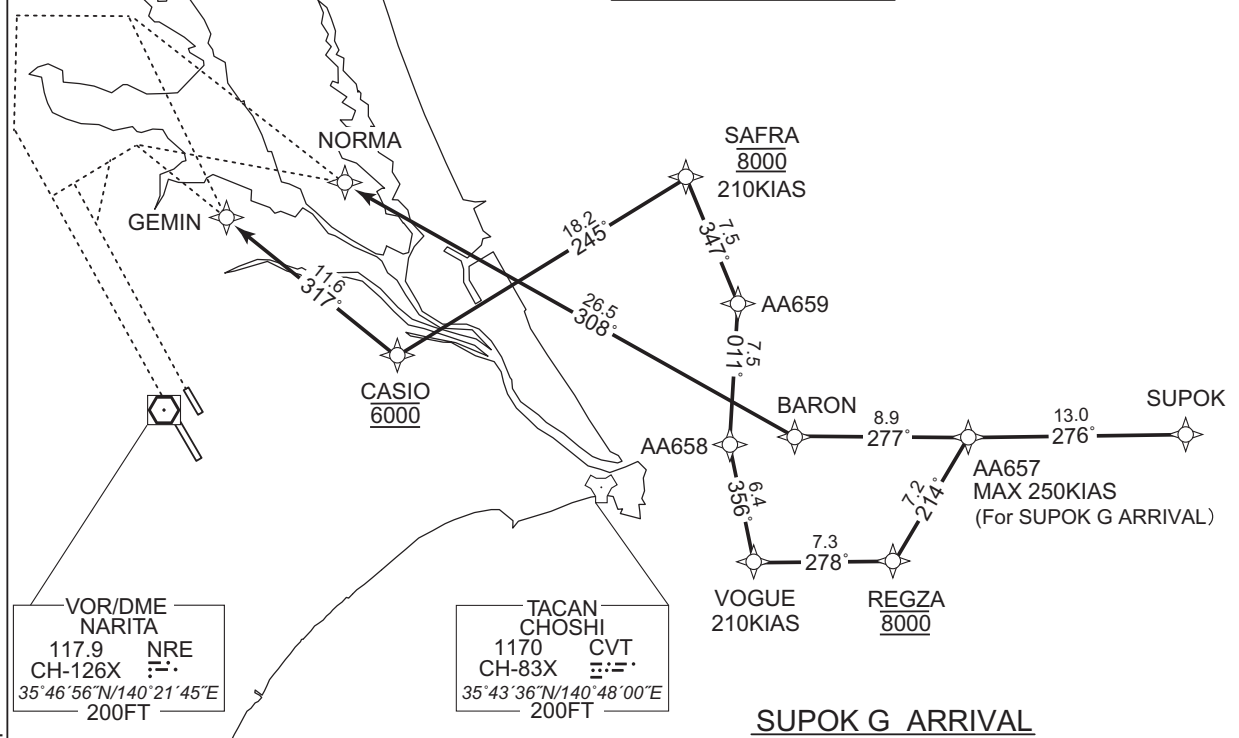 SAFRA
8000
210KIAS
NORMA
GEMIN
18.2
245°
7.5
347°
AA659
11.6
317°
26.5
308°
7.5
011°
CASIO
6000
BARON
SUPOK
8.9
277°
13.0
276°
AA658
AA657
MAX 250KIAS
(For SUPOK G ARRIVAL)
6.4
356°
7.2
214°
7.3
278°
VOGUE
210KIAS
REGZA
8000
VOR/DME
NARITA
117.9 NRE
CH-126X
35°46´56˝N/140°21´45˝E
200FT
TACAN
CHOSHI
1170 CVT
CH-83X
35°43´36˝N/140°48´00˝E
200FT
SUPOK G ARRIVAL